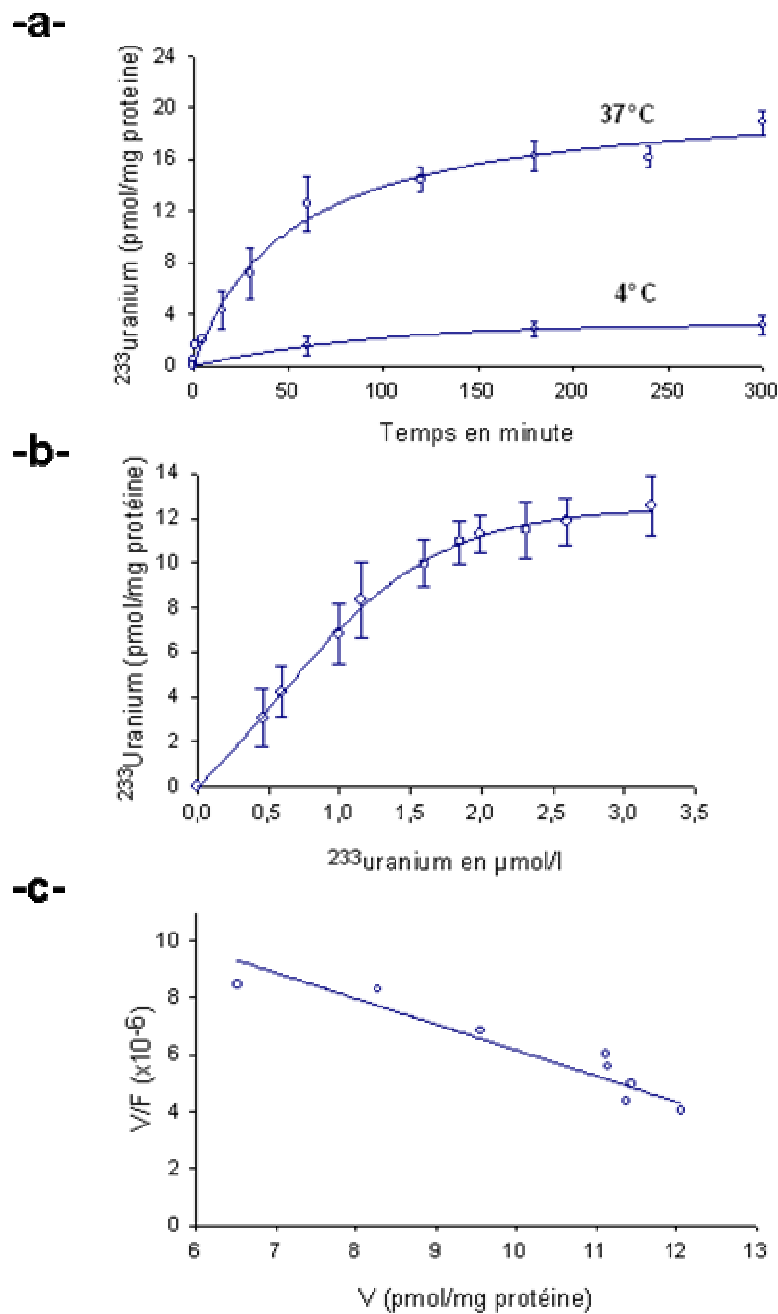 -a-
24
20
16
12
8
4
0
²³³uranium (pmol/mg proteine)
37°C
4°C
0 50 100 150 200 250 300
Temps en minute
-b-
14
12
10
8
6
4
2
0
²³³Uranium (pmol/mg protéine)
0,0 0,5 1,0 1,5 2,0 2,5 3,0 3,5
²³³uranium en µmol/l
-c-
10
8
6
4
2
0
V/F (x10⁻⁶)
6 7 8 9 10 11 12 13
V (pmol/mg protéine)